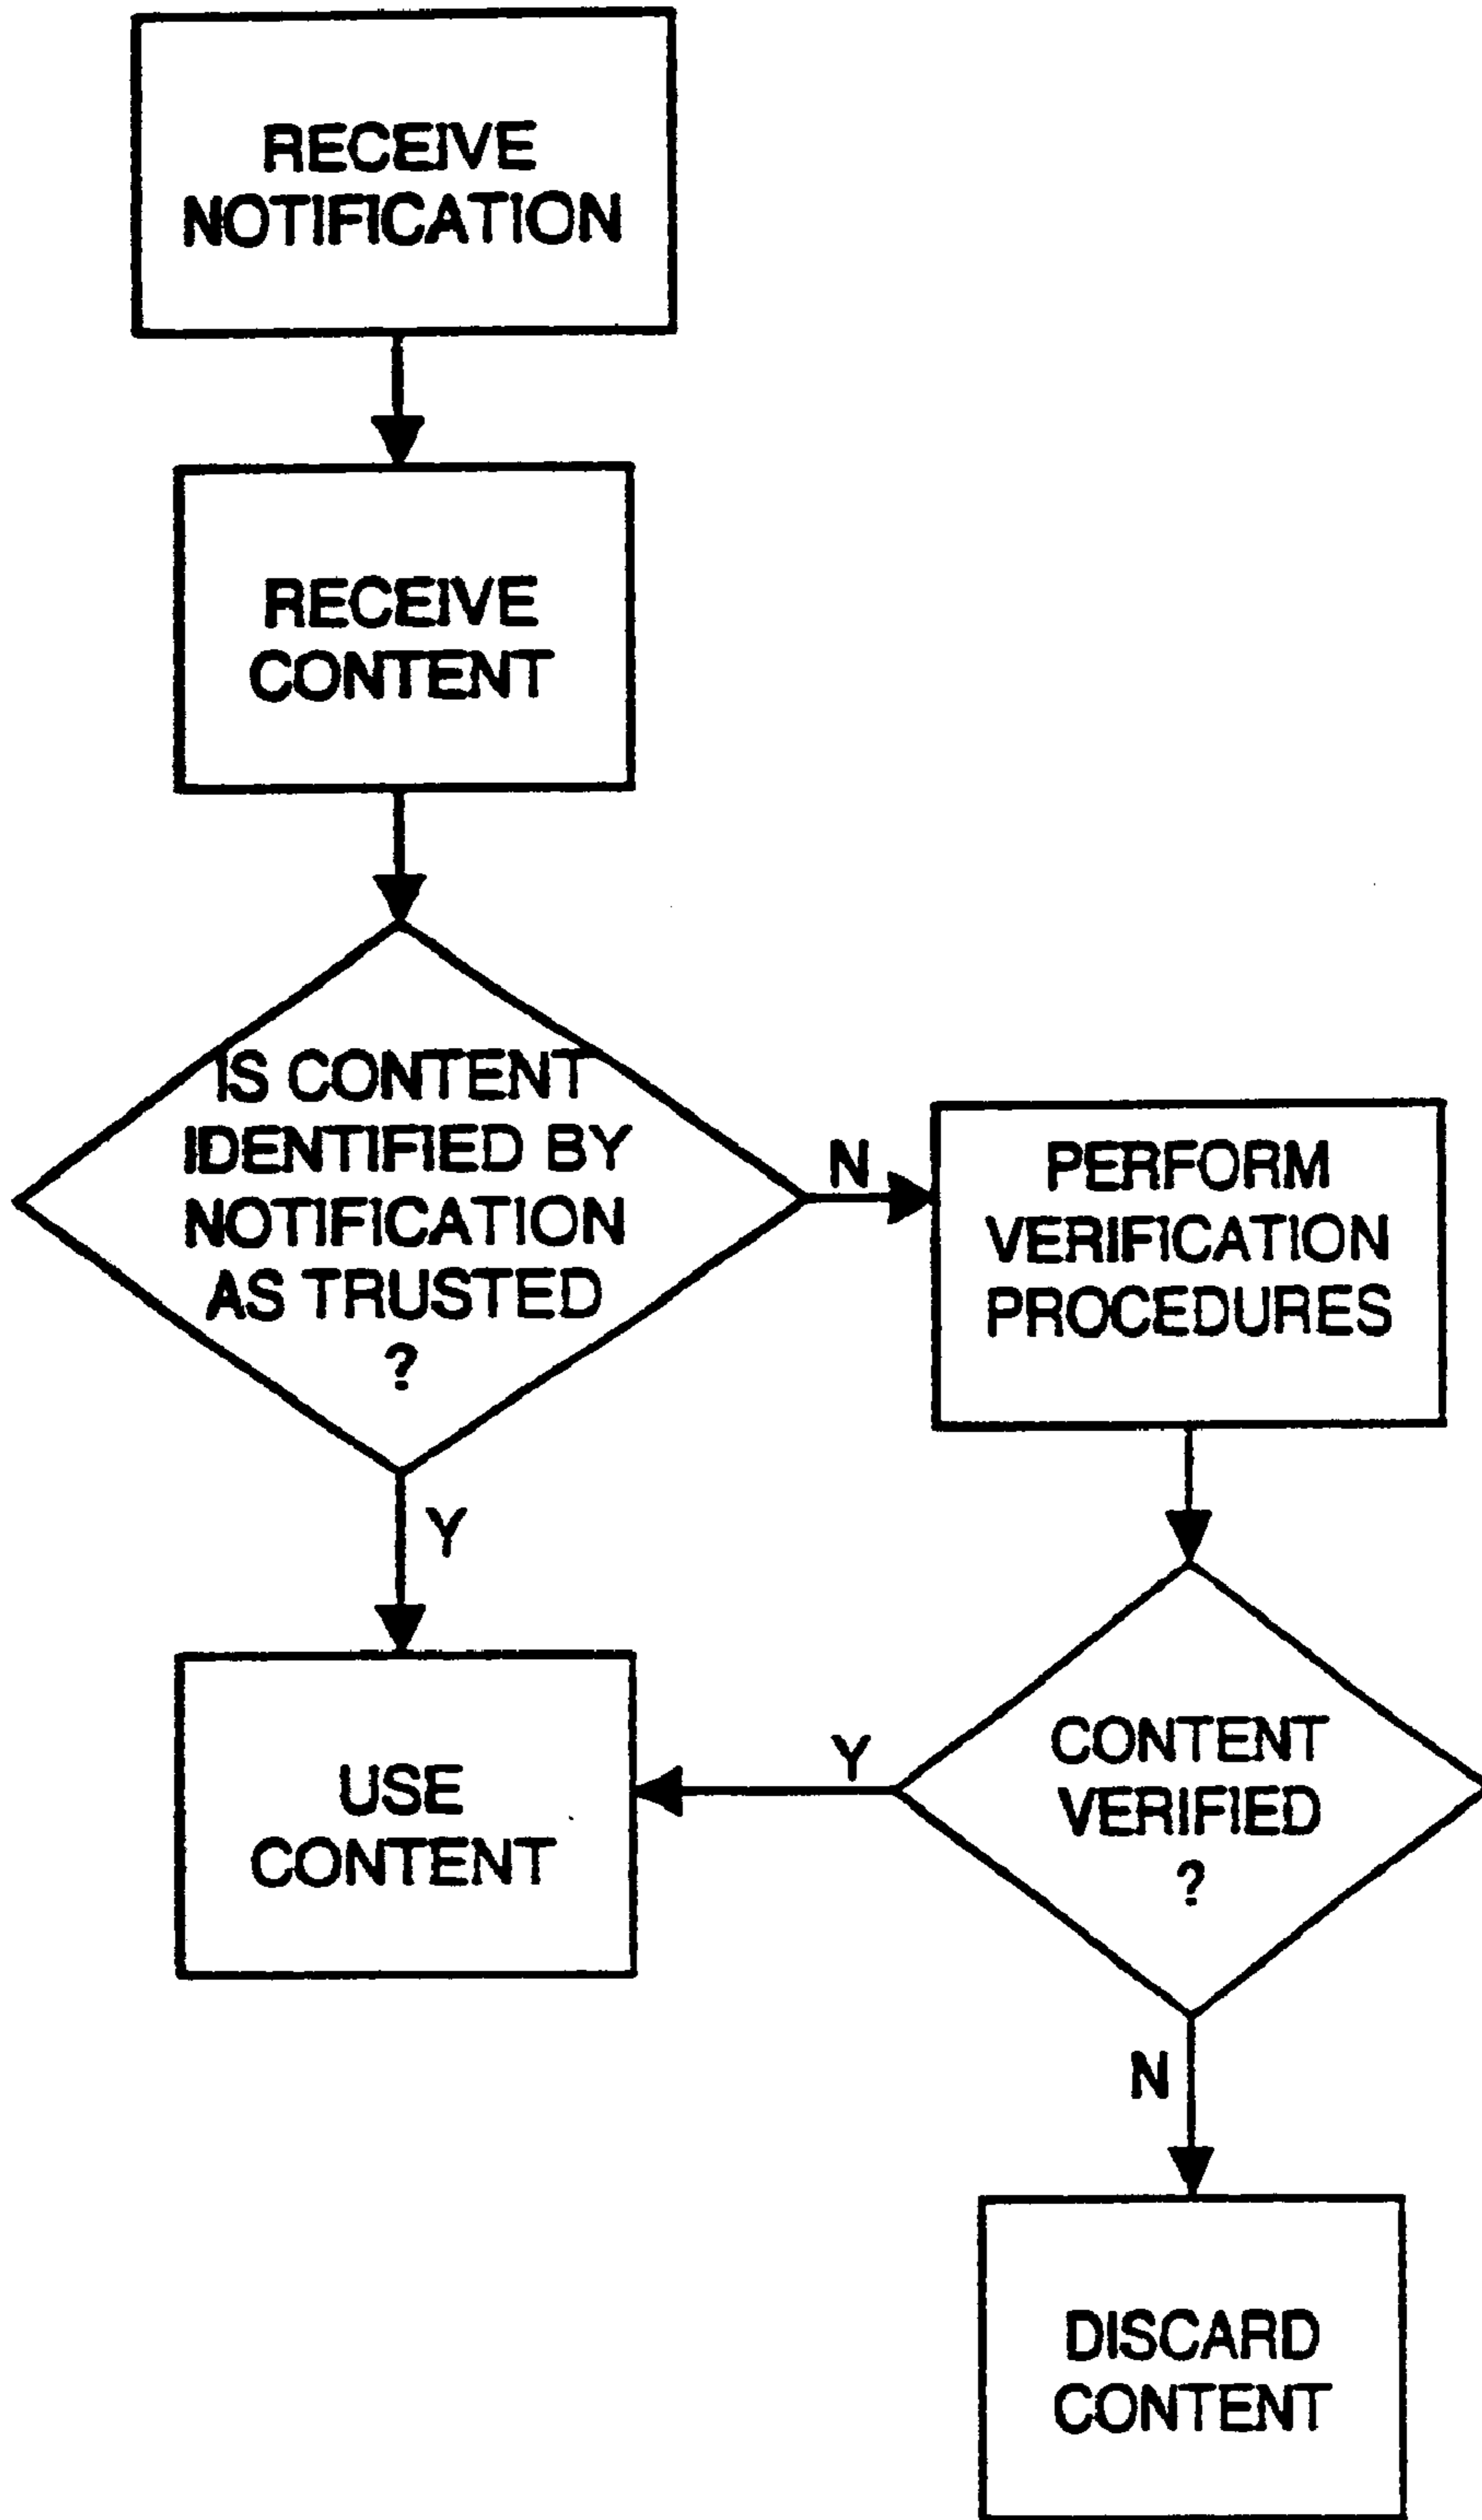 RECEIVE
NOTIFICATION
RECEIVE
CONTENT
IS CONTENT
IDENTIFIED BY
NOTIFICATION
AS TRUSTED
?
N
PERFORM
VERIFICATION
PROCEDURES
Y
CONTENT
VERIFIED
?
Y
USE
CONTENT
N
DISCARD
CONTENT